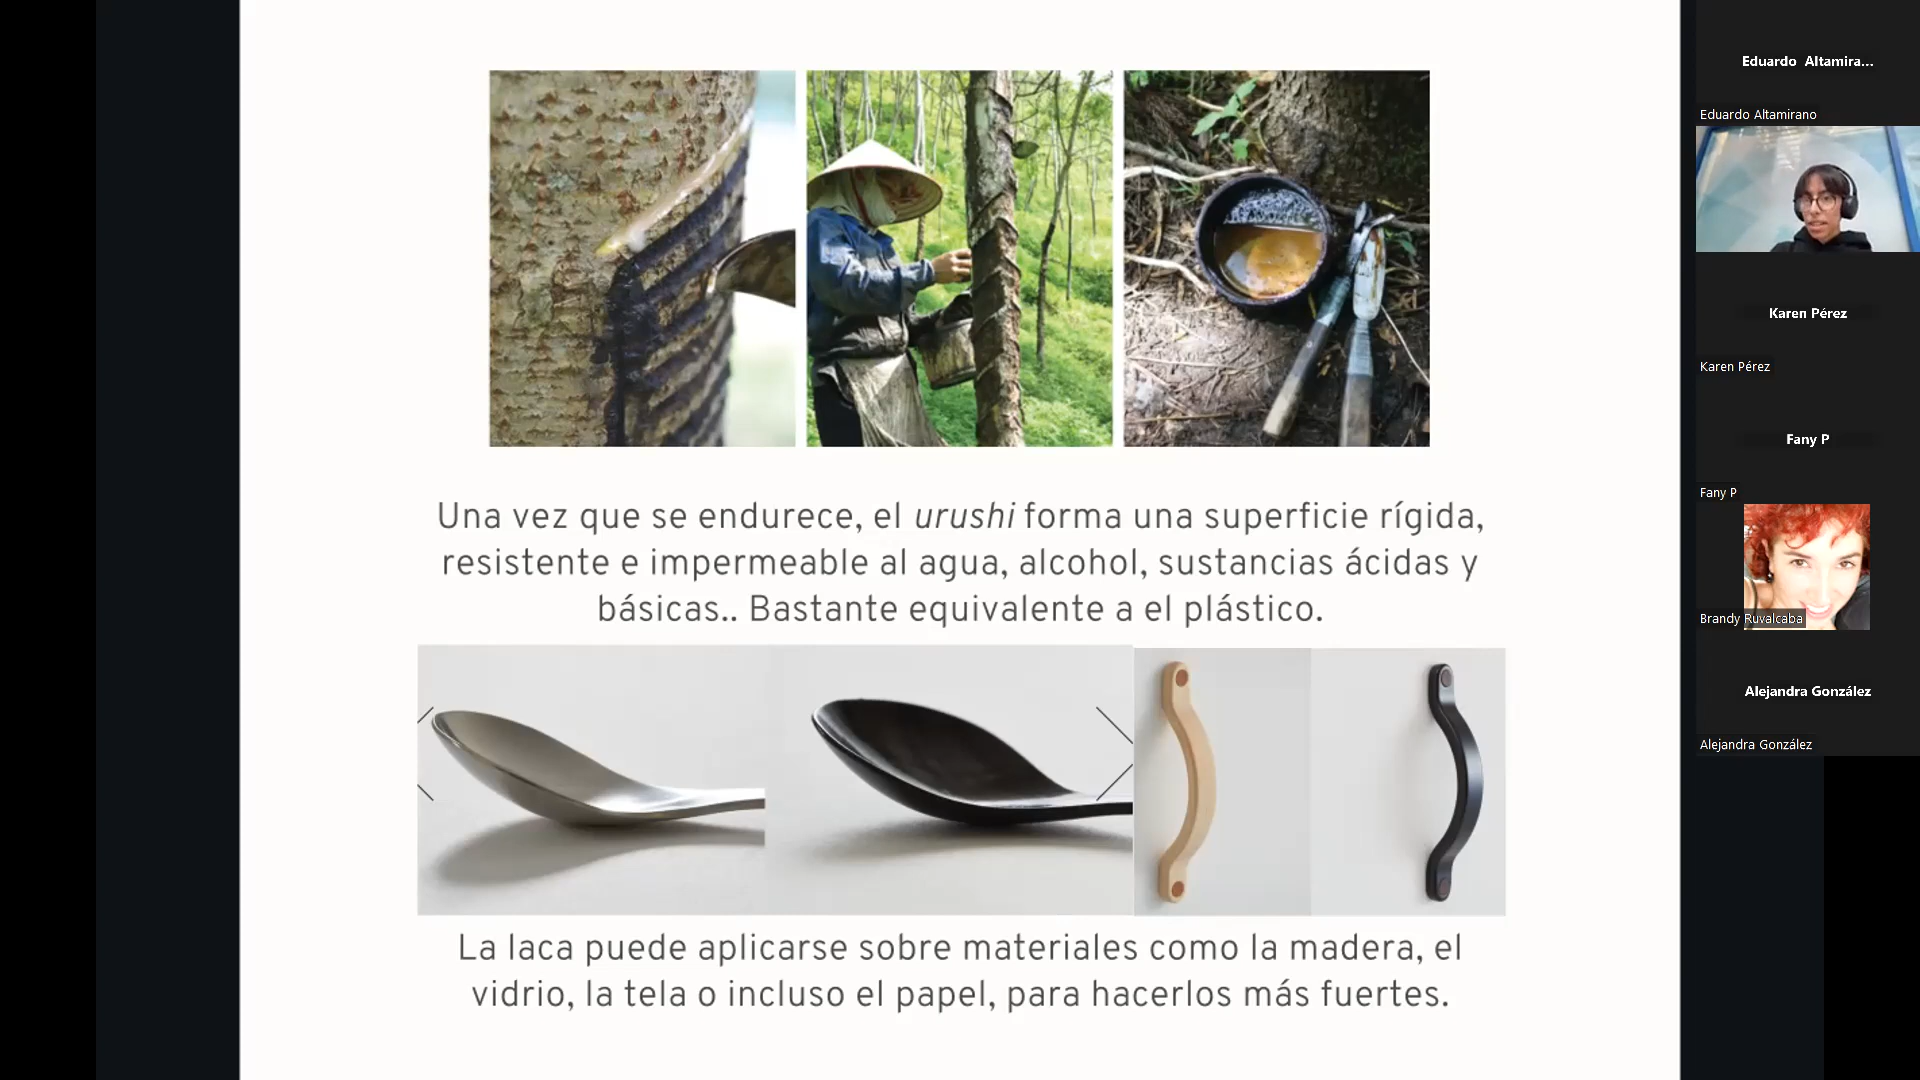 Una vez que se endurece, el urushi forma una superficie rígida,
resistente e impermeable al agua, alcohol, sustancias ácidas y
básicas.. Bastante equivalente a el plástico.
La laca puede aplicarse sobre materiales como la madera, el
vidrio, la tela o incluso el papel, para hacerlos más fuertes.
Eduardo Altamira...
Eduardo Altamirano
Karen Pérez
Karen Pérez
Fany P
Fany P
Brandy Ruvalcaba
Alejandra González
Alejandra González